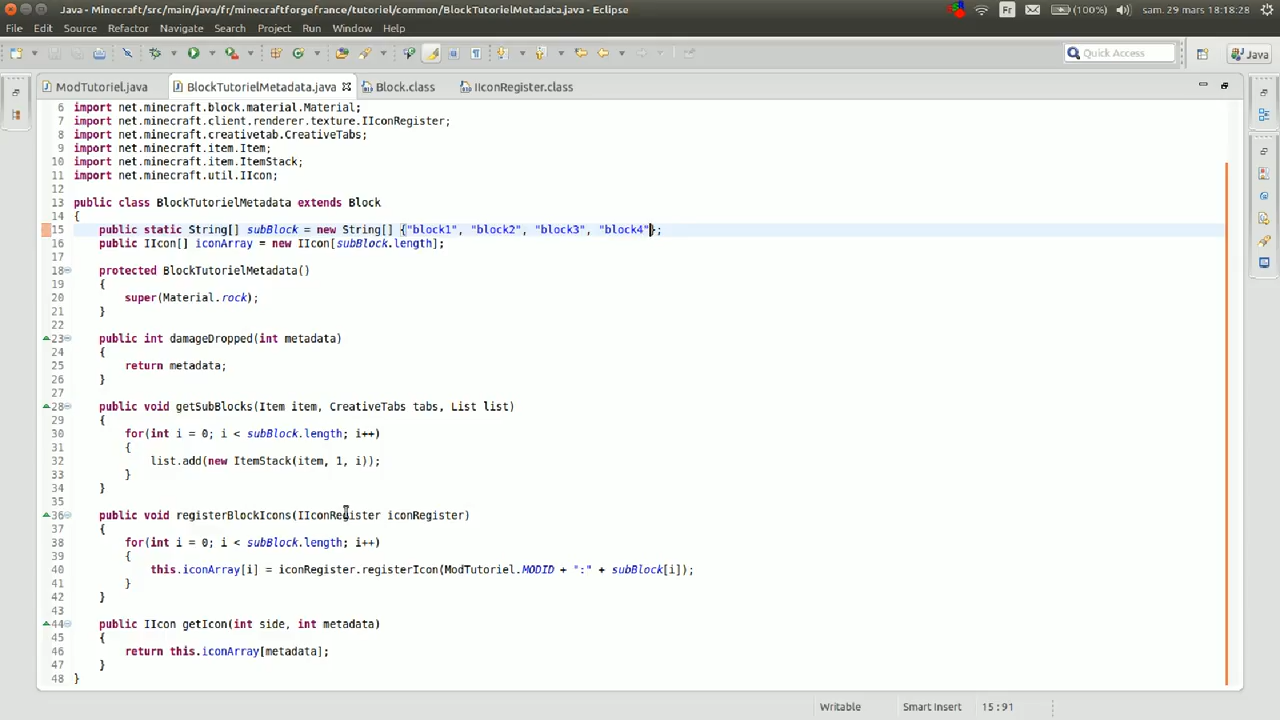 Java - Minecraft/src/main/java/fr/minecraftforgefrance/tutoriel/common/BlockTutorielMetadata.java - Eclipse
Fr
(100%)
sam. 29 mars 18:18:28
File Edit Source Refactor Navigate Search Project Run Window Help
Quick Access
Java
ModTutoriel.java
BlockTutorielMetadata.java
Block.class
IIconRegister.class
6 import net.minecraft.block.material.Material;
7 import net.minecraft.client.renderer.texture.IIconRegister;
8 import net.minecraft.creativetab.CreativeTabs;
9 import net.minecraft.item.Item;
10 import net.minecraft.item.ItemStack;
11 import net.minecraft.util.IIcon;
12
13 public class BlockTutorielMetadata extends Block
14 {
15 public static String[] subBlock = new String[] {"block1", "block2", "block3", "block4"};
16 public IIcon[] iconArray = new IIcon[subBlock.length];
17
18 protected BlockTutorielMetadata()
19 {
20 super(Material.rock);
21 }
22
23 public int damageDropped(int metadata)
24 {
25 return metadata;
26 }
27
28 public void getSubBlocks(Item item, CreativeTabs tabs, List list)
29 {
30 for(int i = 0; i < subBlock.length; i++)
31 {
32 list.add(new ItemStack(item, 1, i));
33 }
34 }
35
36 public void registerBlockIcons(IIconRegister iconRegister)
37 {
38 for(int i = 0; i < subBlock.length; i++)
39 {
40 this.iconArray[i] = iconRegister.registerIcon(ModTutoriel.MODID + ":" + subBlock[i]);
41 }
42 }
43
44 public IIcon getIcon(int side, int metadata)
45 {
46 return this.iconArray[metadata];
47 }
48 }
Writable
Smart Insert
15 : 91